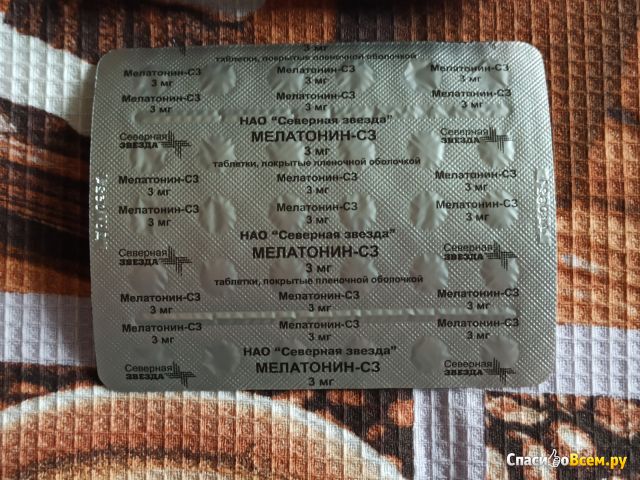 3 мг
таблетки, покрытые пленочной оболочкой
Мелатонин-СЗ Мелатонин-СЗ Мелатонин-СЗ
3 мг 3 мг 3 мг
Мелатонин-СЗ Мелатонин-СЗ Мелатонин-СЗ
3 мг 3 мг 3 мг
НАО "Северная звезда"
Северная ЗВЕЗДА МЕЛАТОНИН-СЗ Северная ЗВЕЗДА
3 мг
таблетки, покрытые пленочной оболочкой
Мелатонин-СЗ Мелатонин-СЗ Мелатонин-СЗ
3 мг 3 мг 3 мг
Мелатонин-СЗ Мелатонин-СЗ Мелатонин-СЗ
3 мг 3 мг 3 мг
НАО "Северная звезда"
Северная ЗВЕЗДА МЕЛАТОНИН-СЗ Северная ЗВЕЗДА
3 мг
таблетки, покрытые пленочной оболочкой
Мелатонин-СЗ Мелатонин-СЗ Мелатонин-СЗ
3 мг 3 мг 3 мг
Мелатонин-СЗ Мелатонин-СЗ Мелатонин-СЗ
3 мг 3 мг 3 мг
НАО "Северная звезда"
Северная ЗВЕЗДА МЕЛАТОНИН-СЗ Северная ЗВЕЗДА
3 мг
СпасибоВсем.ру